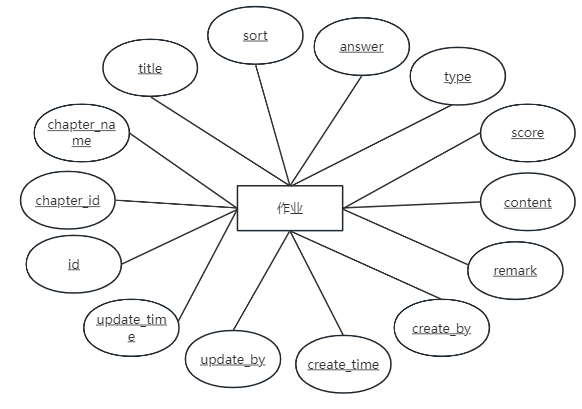 sort
answer
title
type
chapter_na
me
score
chapter_id
content
作业
id
remark
update_tim
e
create_by
update_by
create_time